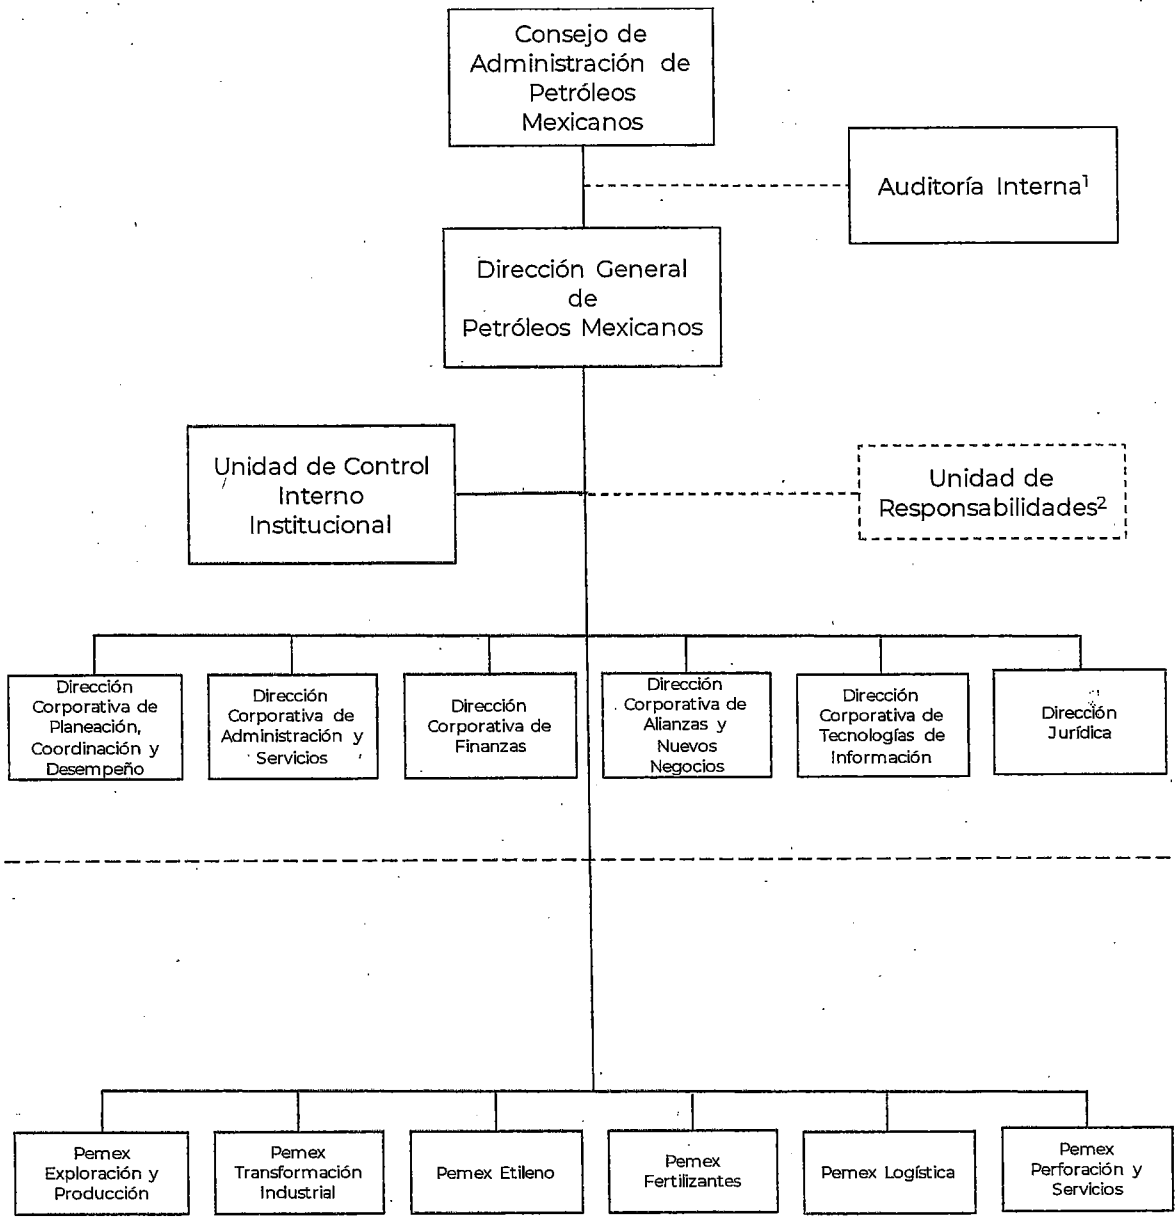 Consejo de
Administración de
Petróleos
Mexicanos
Auditoría Interna¹
Dirección General
de
Petróleos Mexicanos
Unidad de Control
Interno
Institucional
Unidad de
Responsabilidades²
Dirección
Corporativa de
Planeación,
Coordinación y
Desempeño
Dirección
Corporativa de
Administración y
Servicios
Dirección
Corporativa de
Finanzas
Dirección
Corporativa de
Alianzas y
Nuevos
Negocios
Dirección
Corporativa de
Tecnologías de
Información
Dirección
Jurídica
Pemex
Exploración y
Producción
Pemex
Transformación
Industrial
Pemex Etileno
Pemex
Fertilizantes
Pemex Logística
Pemex
Perforación y
Servicios